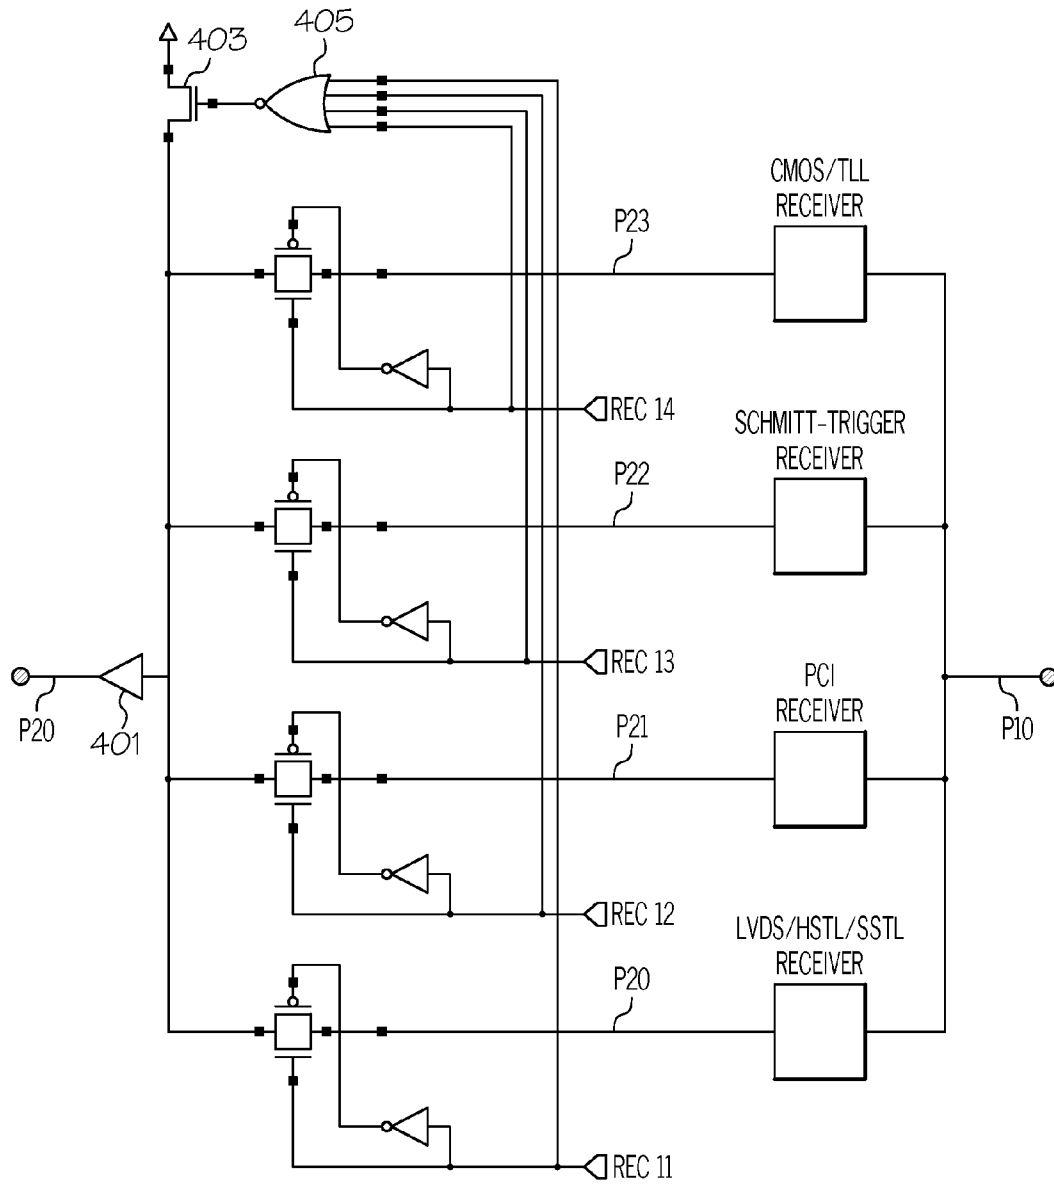 403
405
CMOS/TLL
RECEIVER
P23
REC 14
SCHMITT-TRIGGER
RECEIVER
P22
REC 13
PCI
RECEIVER
P20
401
P21
P10
REC 12
LVDS/HSTL/SSTL
RECEIVER
P20
REC 11